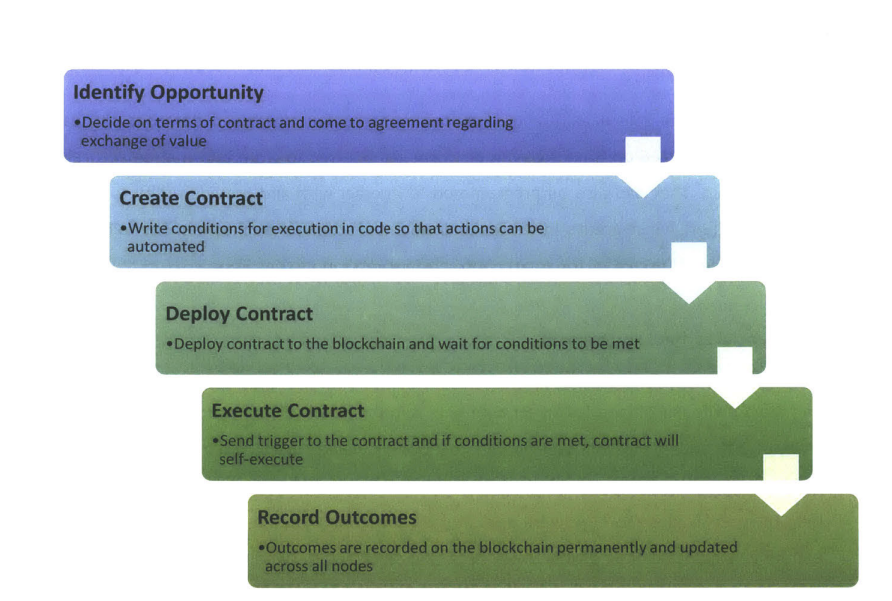 Identify Opportunity
•Decide on terms of contract and come to agreement regarding
exchange of value
Create Contract
•Write conditions for execution in code so that actions can be
automated
Deploy Contract
•Deploy contract to the blockchain and wait for conditions to be met
Execute Contract
•Send trigger to the contract and if conditions are met, contract will
self-execute
Record Outcomes
•Outcomes are recorded on the blockchain permanently and updated
across all nodes